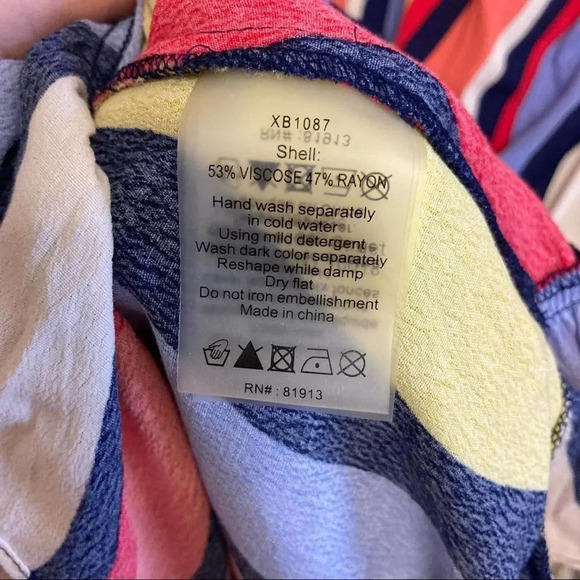 XB1087
Shell:
53% VISCOSE 47% RAYON
Hand wash separately
in cold water
Using mild detergent
Wash dark color separately
Reshape while damp
Dry flat
Do not iron embellishment
Made in china
RN# : 81913